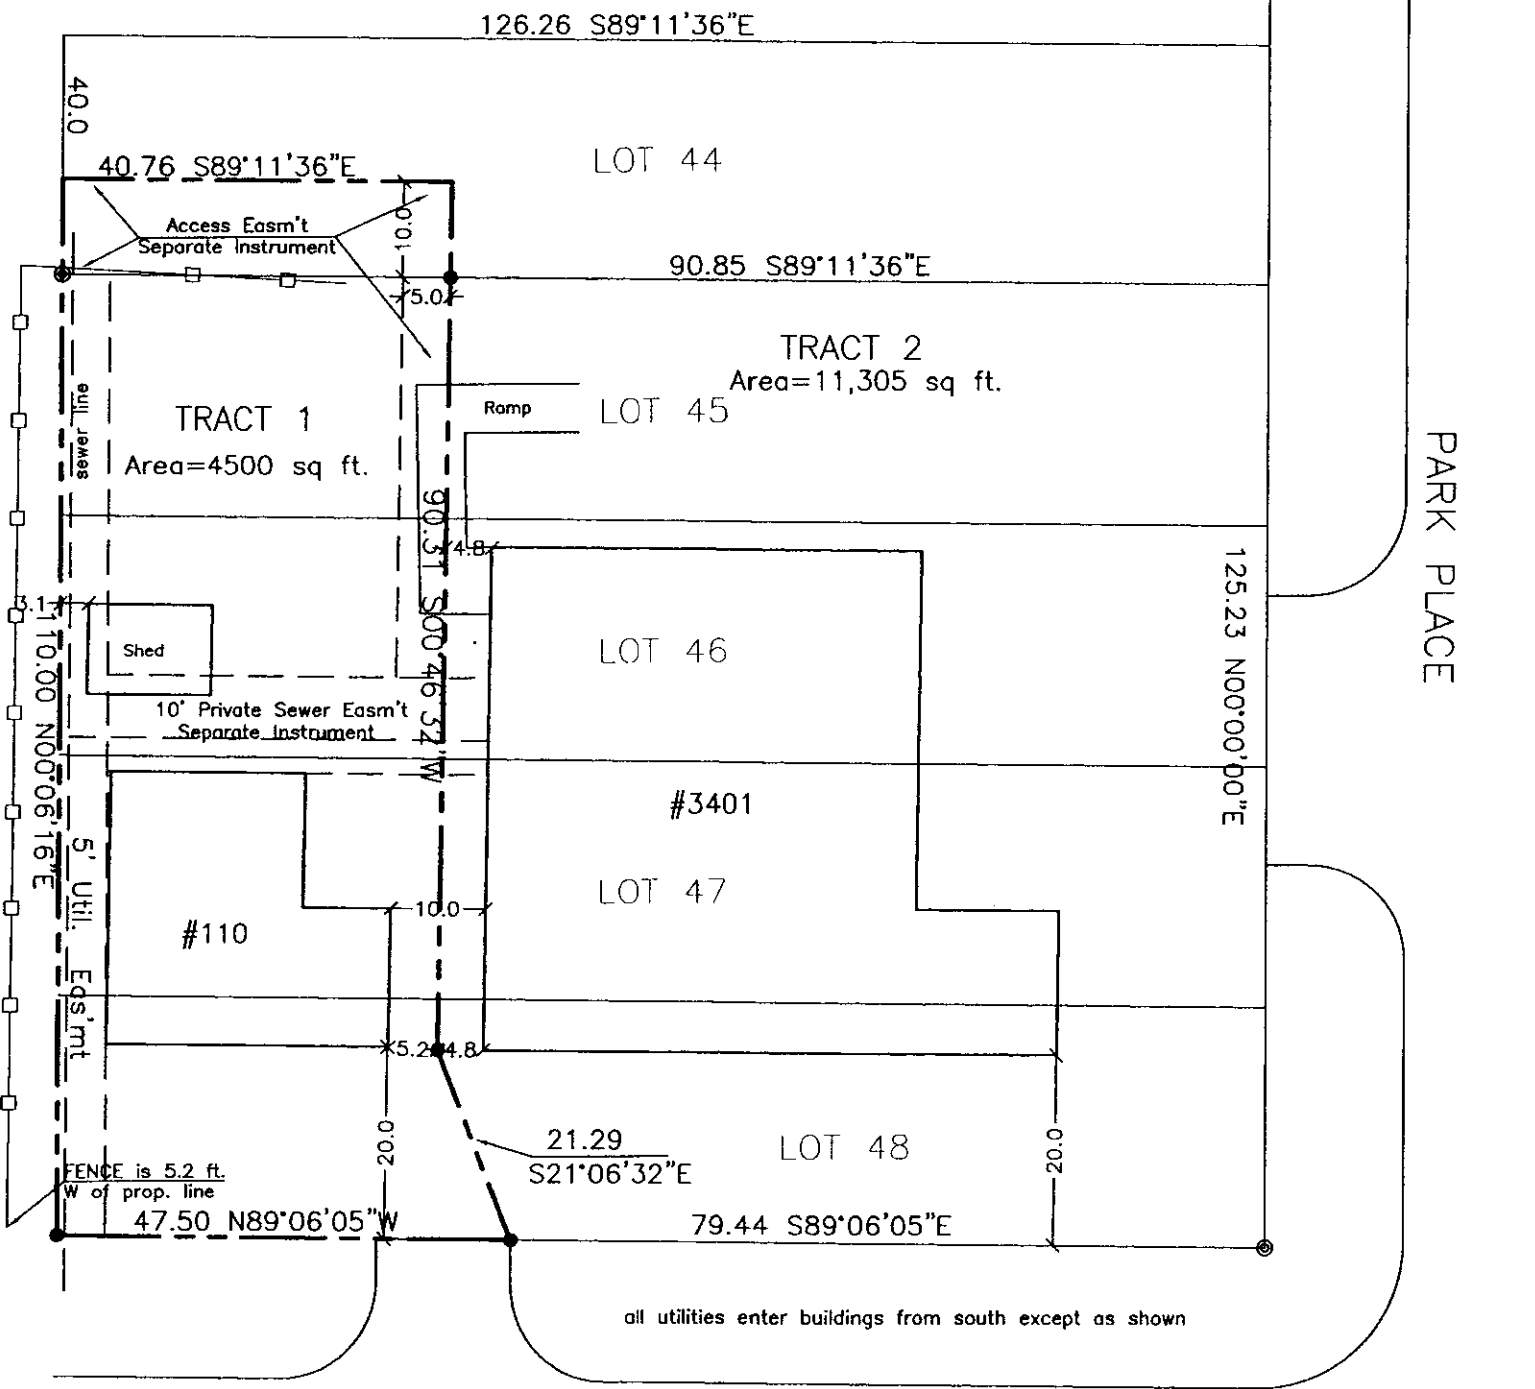 126.26 S89°11'36"E
40.0
40.76 S89°11'36"E
LOT 44
Access Easm't
Separate Instrument
10.0
90.85 S89°11'36"E
5.0
TRACT 2
Area=11,305 sq ft.
Ramp
LOT 45
TRACT 1
Area=4500 sq ft.
sewer line
PARK PLACE
90.31 S00°46'32"W
4.8
125.23 N00°00'00"E
3.1
110.00 N00°06'16"E
Shed
LOT 46
10' Private Sewer Easm't
Separate Instrument
#3401
LOT 47
5' Util. Eas'mt
10.0
#110
5.2
4.8
20.0
21.29
S21°06'32"E
LOT 48
20.0
FENCE is 5.2 ft.
W of prop. line
47.50 N89°06'05"W
79.44 S89°06'05"E
all utilities enter buildings from south except as shown